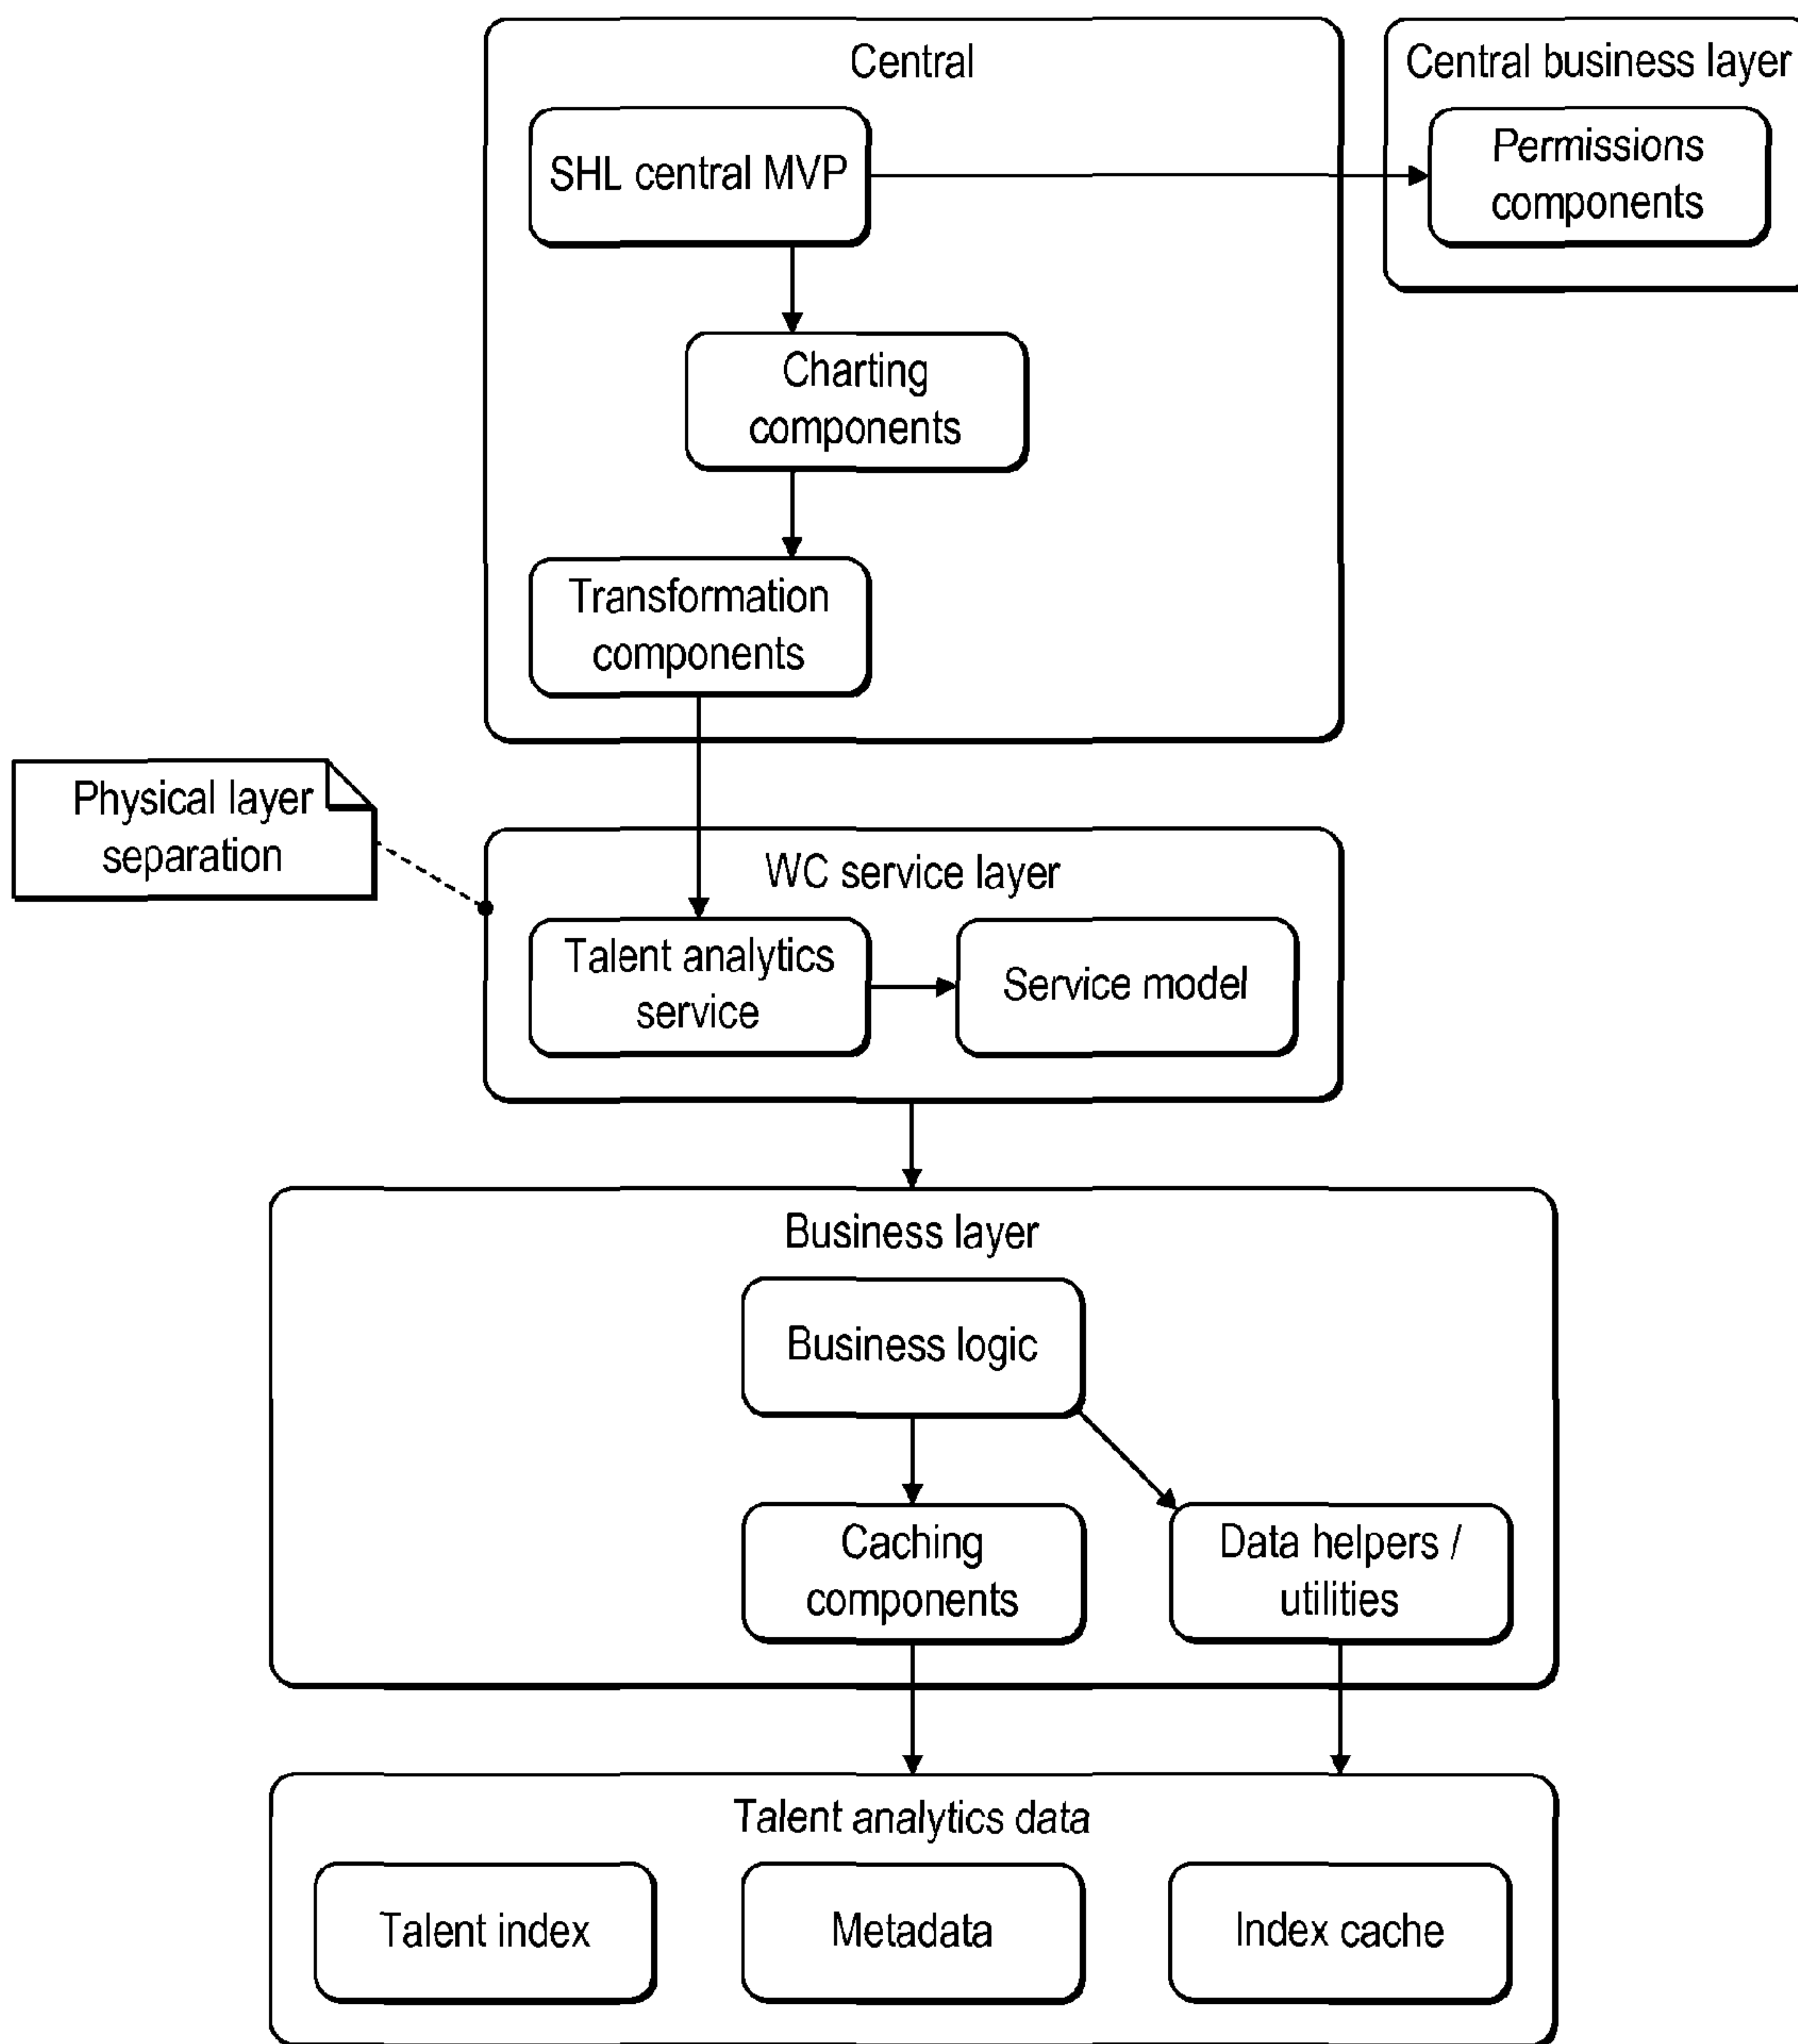 Central
Central business layer
SHL central MVP
Permissions
components
Charting
components
Transformation
components
Physical layer
separation
WC service layer
Talent analytics
service
Service model
Business layer
Business logic
Caching
components
Data helpers /
utilities
Talent analytics data
Talent index
Metadata
Index cache